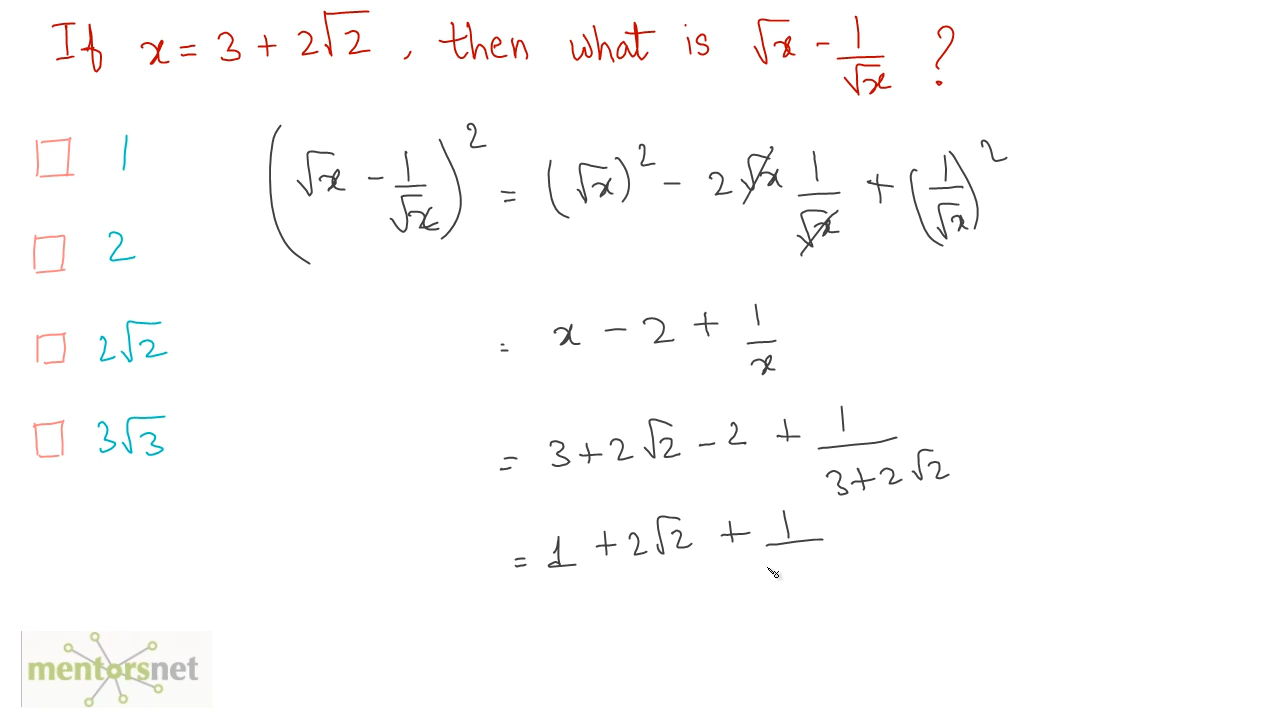 If x = 3 + 2√2 , then what is √x - 1/√x ?
1
(√x - 1/√x)² = (√x)² - 2√x 1/√x + (1/√x)²
2
2√2
= x - 2 + 1/x
3√3
= 3 + 2√2 - 2 + 1/(3 + 2√2)
= 1 + 2√2 + 1/
mentorsnet